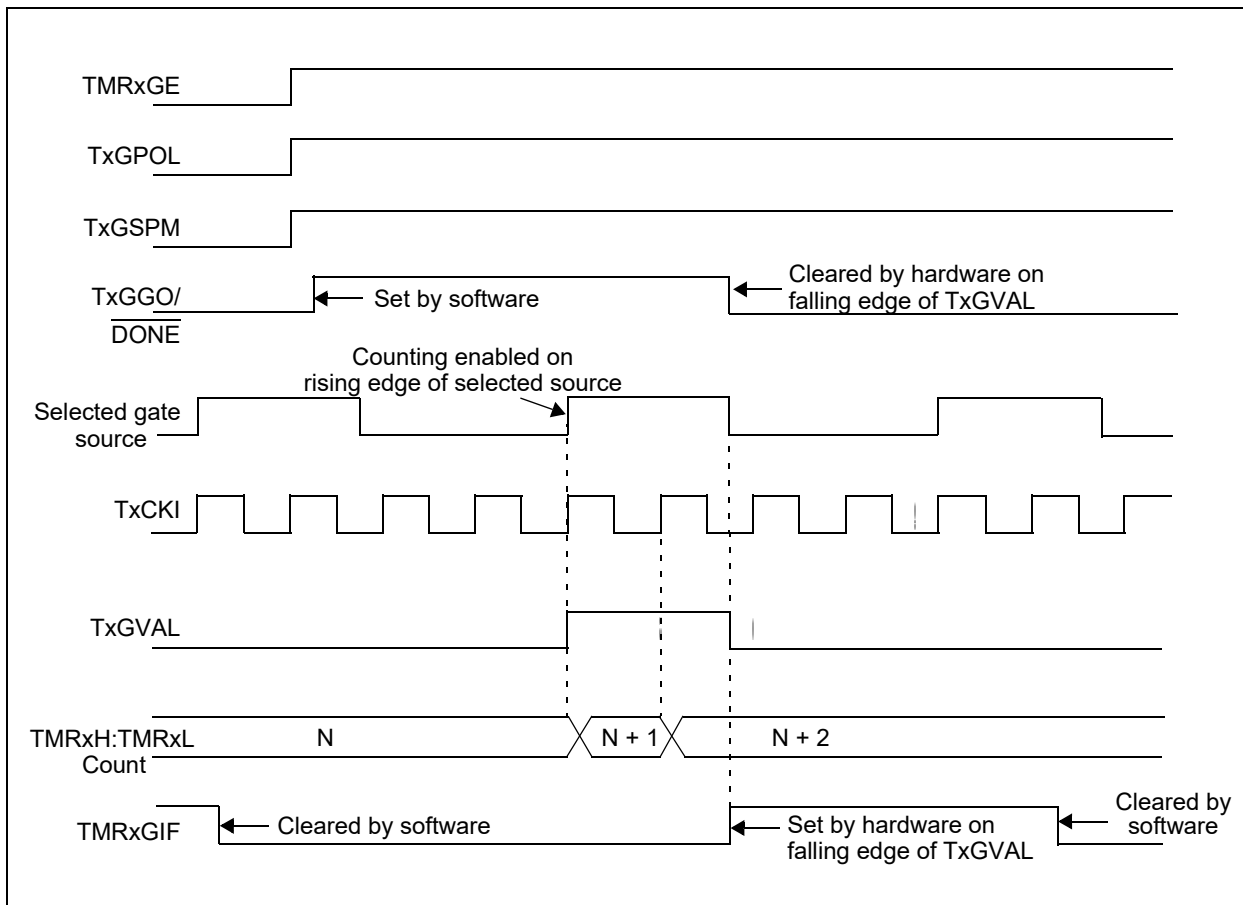 TMRxGE
TxGPOL
TxGSPM
TxGGO/
DONE
Set by software
Cleared by hardware on
falling edge of TxGVAL
Counting enabled on
rising edge of selected source
Selected gate
source
TxCKI
TxGVAL
TMRxH:TMRxL
Count
N
N + 1
N + 2
TMRxGIF
Cleared by software
Set by hardware on
falling edge of TxGVAL
Cleared by
software